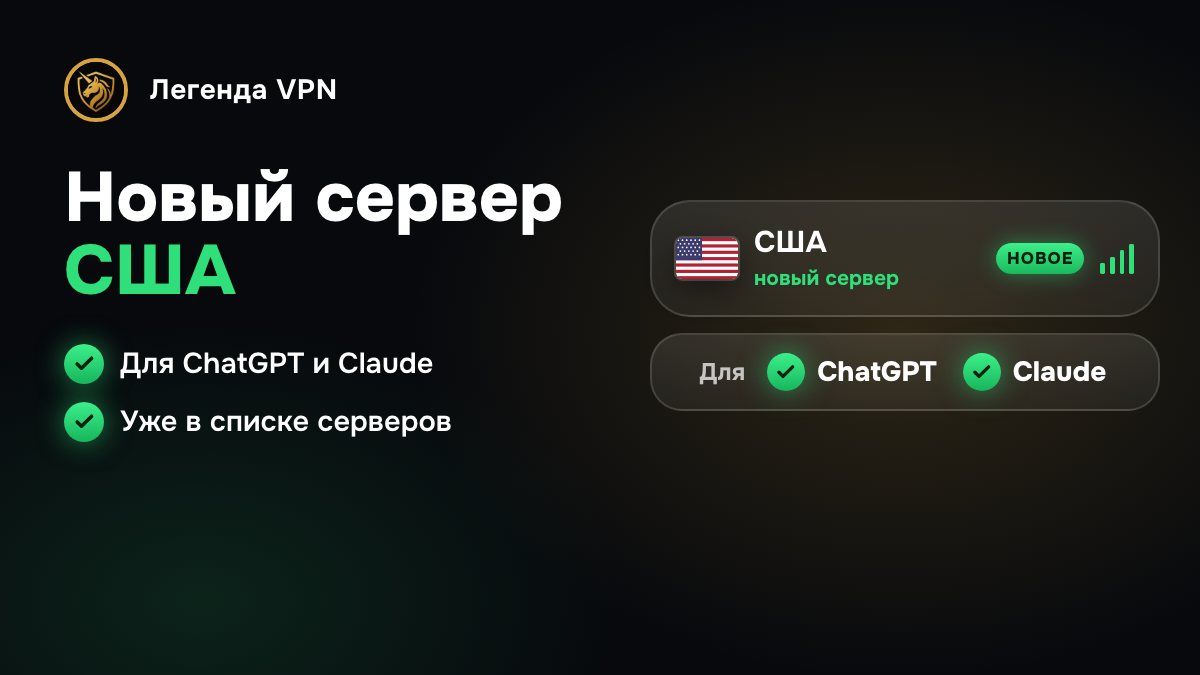 Легенда VPN
Новый сервер
США
Для ChatGPT и Claude
Уже в списке серверов
США
новый сервер
НОВОЕ
Для ChatGPT Claude